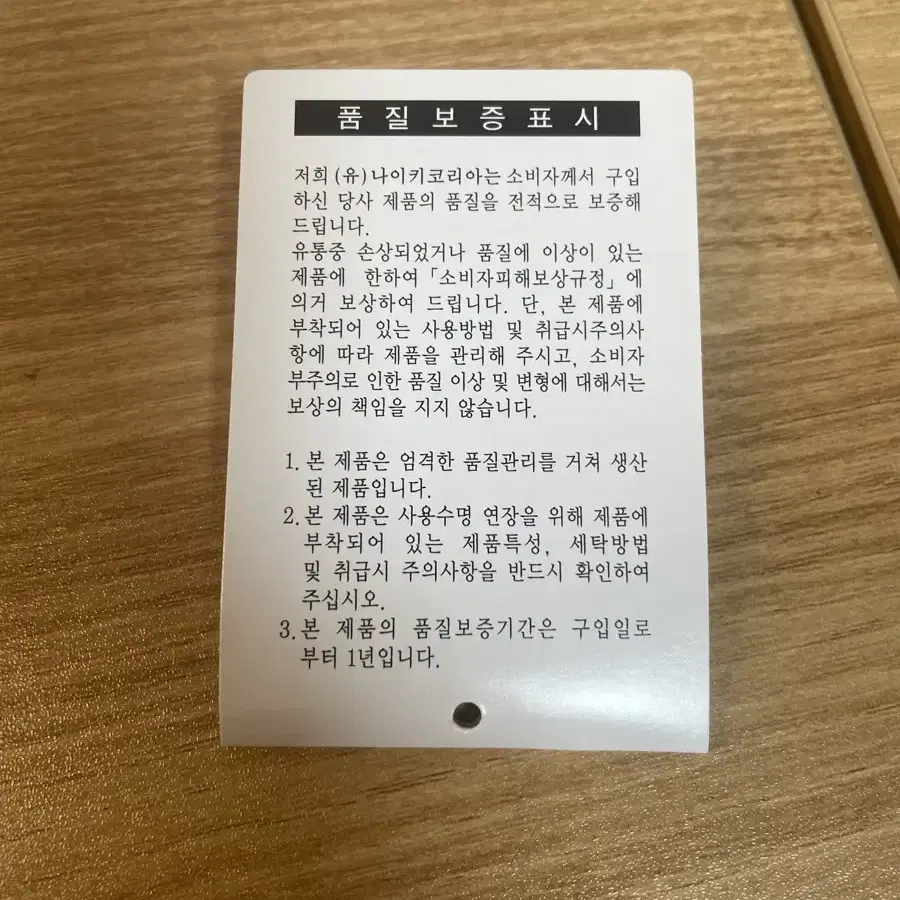 품질보증표시
저희 (유)나이키코리아는 소비자께서 구입
하신 당사 제품의 품질을 전적으로 보증해
드립니다.
유통중 손상되었거나 품질에 이상이 있는
제품에 한하여 「소비자피해보상규정」에
의거 보상하여 드립니다. 단, 본 제품에
부착되어 있는 사용방법 및 취급시주의사
항에 따라 제품을 관리해 주시고, 소비자
부주의로 인한 품질 이상 및 변형에 대해서는
보상의 책임을 지지 않습니다.
1. 본 제품은 엄격한 품질관리를 거쳐 생산
된 제품입니다.
2. 본 제품은 사용수명 연장을 위해 제품에
부착되어 있는 제품특성, 세탁방법
및 취급시 주의사항을 반드시 확인하여
주십시오.
3. 본 제품의 품질보증기간은 구입일로
부터 1년입니다.